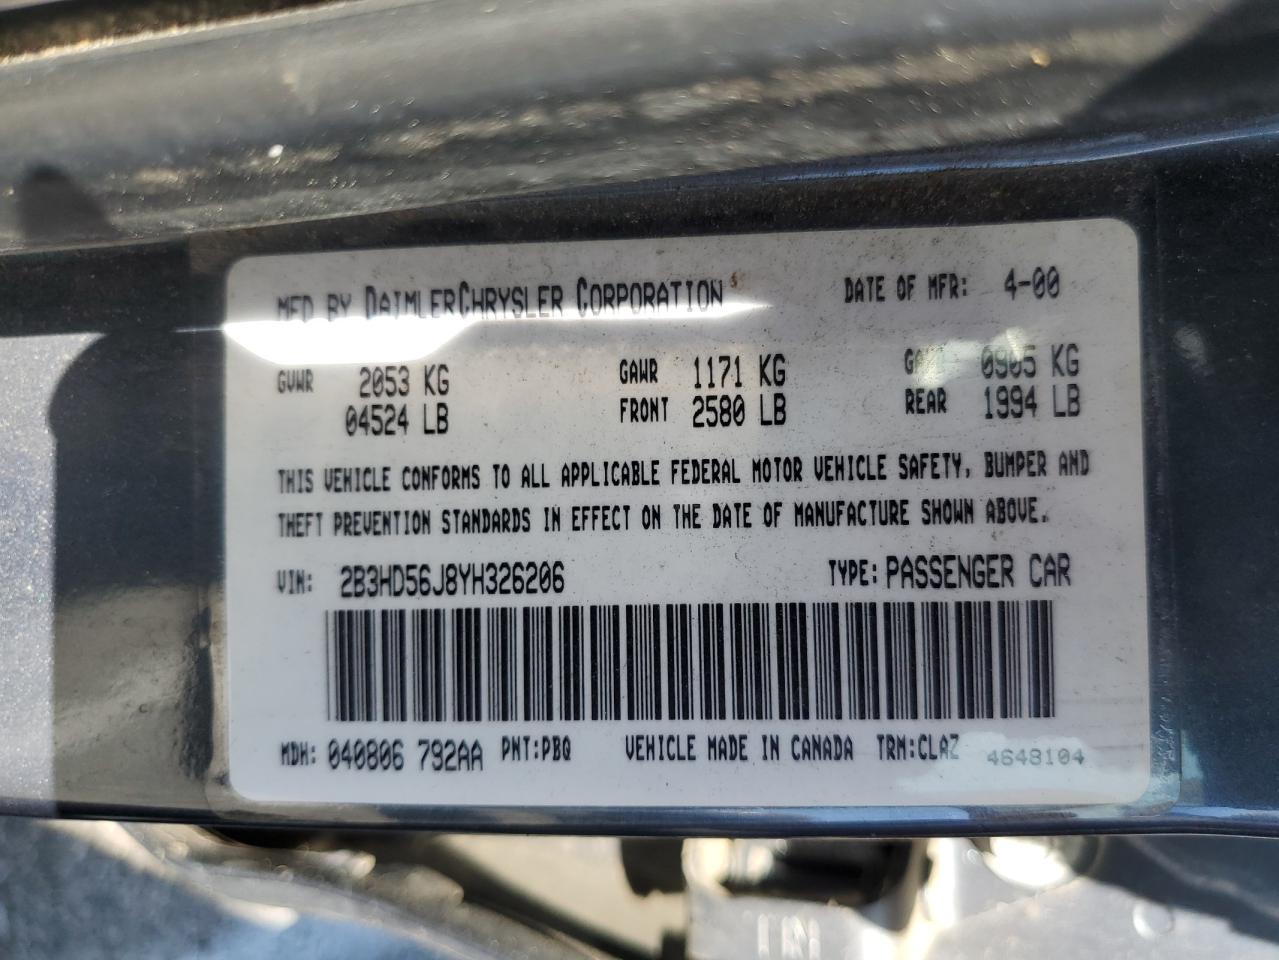 MFD BY DAIMLERCHRYSLER CORPORATION DATE OF MFR: 4-00
GVWR 2053 KG GAWR 1171 KG 0905 KG
04524 LB FRONT 2580 LB REAR 1994 LB
THIS VEHICLE CONFORMS TO ALL APPLICABLE FEDERAL MOTOR VEHICLE SAFETY, BUMPER AND
THEFT PREVENTION STANDARDS IN EFFECT ON THE DATE OF MANUFACTURE SHOWN ABOVE.
VIN: 2B3HD56J8YH326206 TYPE: PASSENGER CAR
MDH: 040806 792AA PNT:PBQ VEHICLE MADE IN CANADA TRM:CLAZ 4648104